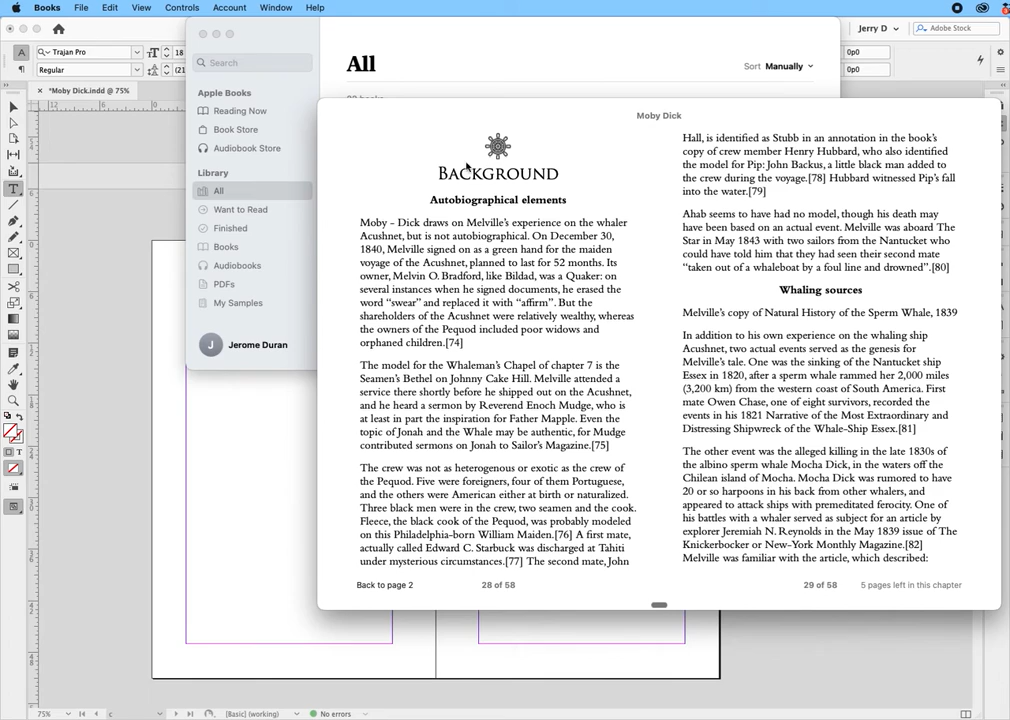 Books File Edit View Controls Account Window Help
Jerry D
Adobe Stock
A
Trajan Pro
T
18
Regular
(21
0p0
0p0
*Moby Dick.indd @ 75%
12
6
0
Search
Apple Books
Reading Now
Book Store
Audiobook Store
Library
All
Want to Read
Finished
Books
Audiobooks
PDFs
My Samples
J
Jerome Duran
All
Sort Manually
Moby Dick
Background
Autobiographical elements
Moby - Dick draws on Melville's experience on the whaler
Acushnet, but is not autobiographical. On December 30,
1840, Melville signed on as a green hand for the maiden
voyage of the Acushnet, planned to last for 52 months. Its
owner, Melvin O. Bradford, like Bildad, was a Quaker: on
several instances when he signed documents, he erased the
word “swear” and replaced it with “affirm”. But the
shareholders of the Acushnet were relatively wealthy, whereas
the owners of the Pequod included poor widows and
orphaned children.[74]
The model for the Whaleman's Chapel of chapter 7 is the
Seamen's Bethel on Johnny Cake Hill. Melville attended a
service there shortly before he shipped out on the Acushnet,
and he heard a sermon by Reverend Enoch Mudge, who is
at least in part the inspiration for Father Mapple. Even the
topic of Jonah and the Whale may be authentic, for Mudge
contributed sermons on Jonah to Sailor's Magazine.[75]
The crew was not as heterogenous or exotic as the crew of
the Pequod. Five were foreigners, four of them Portuguese,
and the others were American either at birth or naturalized.
Three black men were in the crew, two seamen and the cook.
Fleece, the black cook of the Pequod, was probably modeled
on this Philadelphia-born William Maiden.[76] A first mate,
actually called Edward C. Starbuck was discharged at Tahiti
under mysterious circumstances.[77] The second mate, John
Hall, is identified as Stubb in an annotation in the book's
copy of crew member Henry Hubbard, who also identified
the model for Pip: John Backus, a little black man added to
the crew during the voyage.[78] Hubbard witnessed Pip's fall
into the water.[79]
Ahab seems to have had no model, though his death may
have been based on an actual event. Melville was aboard The
Star in May 1843 with two sailors from the Nantucket who
could have told him that they had seen their second mate
“taken out of a whaleboat by a foul line and drowned”.[80]
Whaling sources
Melville's copy of Natural History of the Sperm Whale, 1839
In addition to his own experience on the whaling ship
Acushnet, two actual events served as the genesis for
Melville's tale. One was the sinking of the Nantucket ship
Essex in 1820, after a sperm whale rammed her 2,000 miles
(3,200 km) from the western coast of South America. First
mate Owen Chase, one of eight survivors, recorded the
events in his 1821 Narrative of the Most Extraordinary and
Distressing Shipwreck of the Whale-Ship Essex.[81]
The other event was the alleged killing in the late 1830s of
the albino sperm whale Mocha Dick, in the waters off the
Chilean island of Mocha. Mocha Dick was rumored to have
20 or so harpoons in his back from other whalers, and
appeared to attack ships with premeditated ferocity. One of
his battles with a whaler served as subject for an article by
explorer Jeremiah N. Reynolds in the May 1839 issue of The
Knickerbocker or New-York Monthly Magazine.[82]
Melville was familiar with the article, which described:
Back to page 2
28 of 58
29 of 58
5 pages left in this chapter
75%
c
[Basic] (working)
No errors